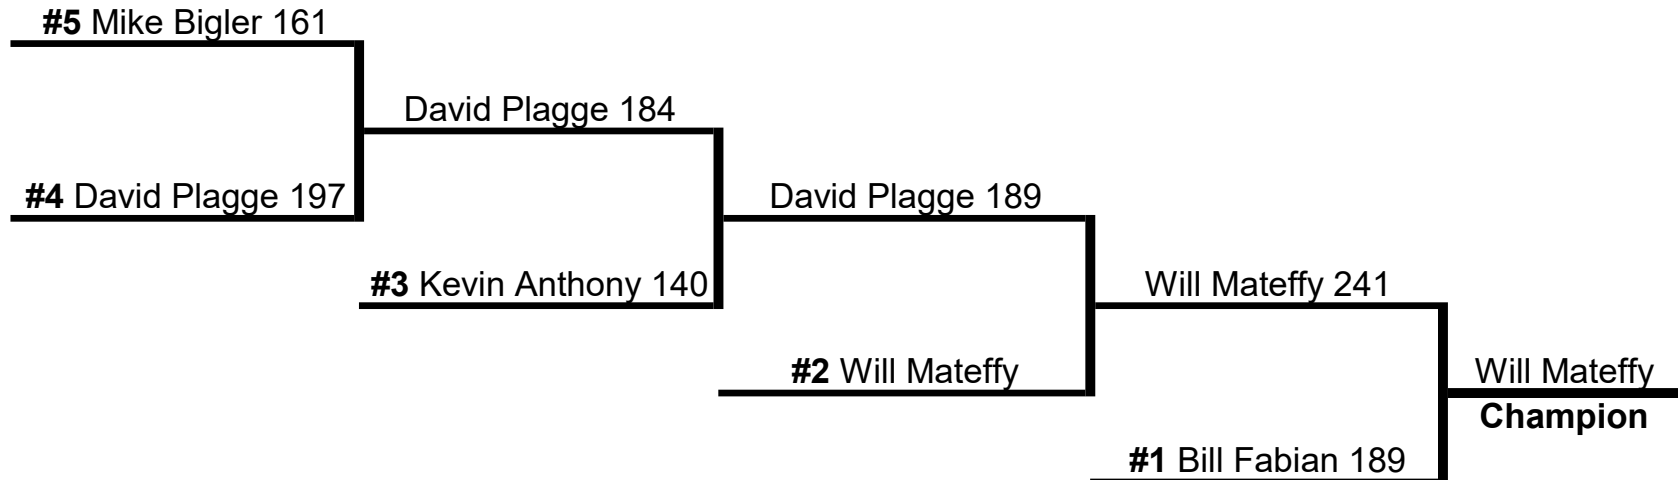 #5 Mike Bigler 161
David Plagge 184
#4 David Plagge 197
David Plagge 189
#3 Kevin Anthony 140
Will Mateffy 241
#2 Will Mateffy
Will Mateffy
Champion
#1 Bill Fabian 189